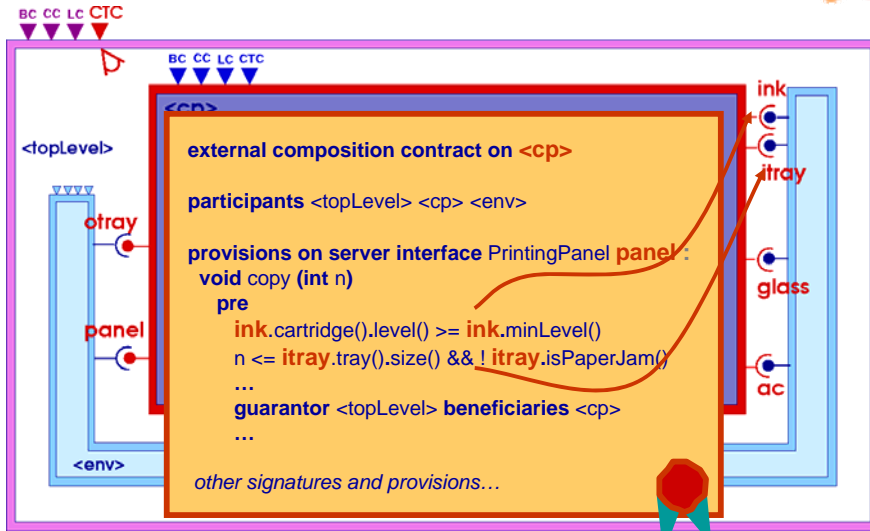 BC CC LC CTC
BC CC LC CTC
ink
<cp>
<topLevel>
external composition contract on <cp>
itray
participants <topLevel> <cp> <env>
otray
provisions on server interface PrintingPanel panel :
void copy (int n)
glass
pre
panel
ink.cartridge().level() >= ink.minLevel()
n <= itray.tray().size() && ! itray.isPaperJam()
ac
…
guarantor <topLevel> beneficiaries <cp>
…
<env>
other signatures and provisions…